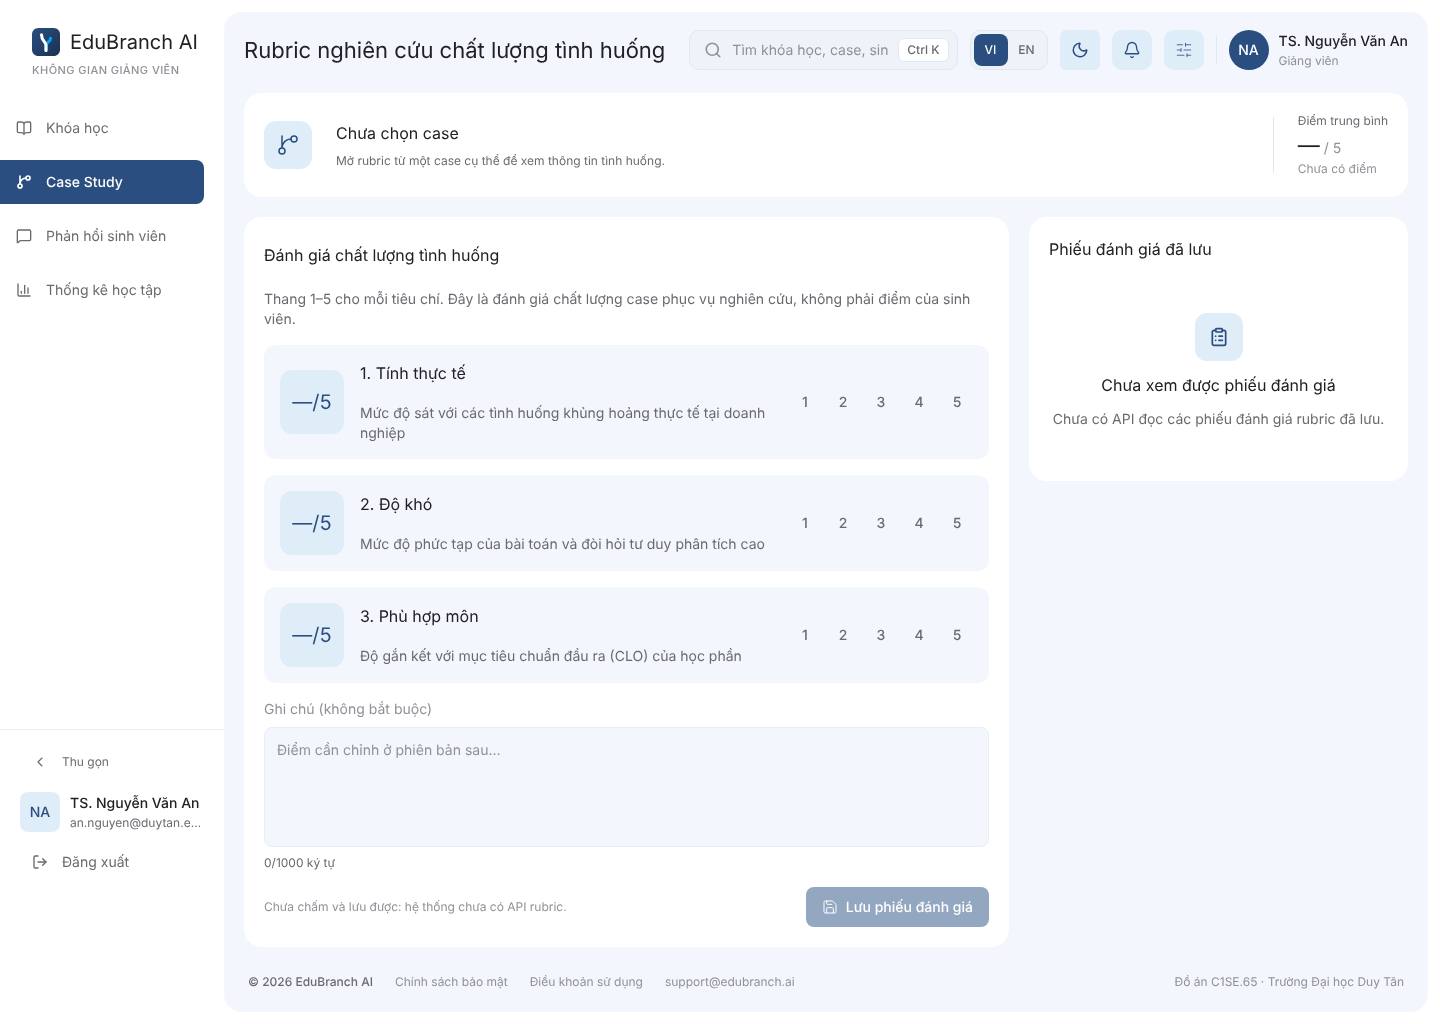 EduBranch AI
KHÔNG GIAN GIẢNG VIÊN
Khóa học
Case Study
Phản hồi sinh viên
Thống kê học tập
Thu gọn
NA
TS. Nguyễn Văn An
an.nguyen@duytan.e...
Đăng xuất
Rubric nghiên cứu chất lượng tình huống
Tìm khóa học, case, sin
Ctrl K
VI
EN
NA
TS. Nguyễn Văn An
Giảng viên
Chưa chọn case
Mở rubric từ một case cụ thể để xem thông tin tình huống.
Điểm trung bình
— / 5
Chưa có điểm
Đánh giá chất lượng tình huống
Thang 1–5 cho mỗi tiêu chí. Đây là đánh giá chất lượng case phục vụ nghiên cứu, không phải điểm của sinh
viên.
—/5
1. Tính thực tế
Mức độ sát với các tình huống khủng hoảng thực tế tại doanh
nghiệp
1 2 3 4 5
—/5
2. Độ khó
Mức độ phức tạp của bài toán và đòi hỏi tư duy phân tích cao
1 2 3 4 5
—/5
3. Phù hợp môn
Độ gắn kết với mục tiêu chuẩn đầu ra (CLO) của học phần
1 2 3 4 5
Ghi chú (không bắt buộc)
Điểm cần chỉnh ở phiên bản sau...
0/1000 ký tự
Chưa chấm và lưu được: hệ thống chưa có API rubric.
Lưu phiếu đánh giá
Phiếu đánh giá đã lưu
Chưa xem được phiếu đánh giá
Chưa có API đọc các phiếu đánh giá rubric đã lưu.
© 2026 EduBranch AI
Chính sách bảo mật
Điều khoản sử dụng
support@edubranch.ai
Đồ án C1SE.65 · Trường Đại học Duy Tân